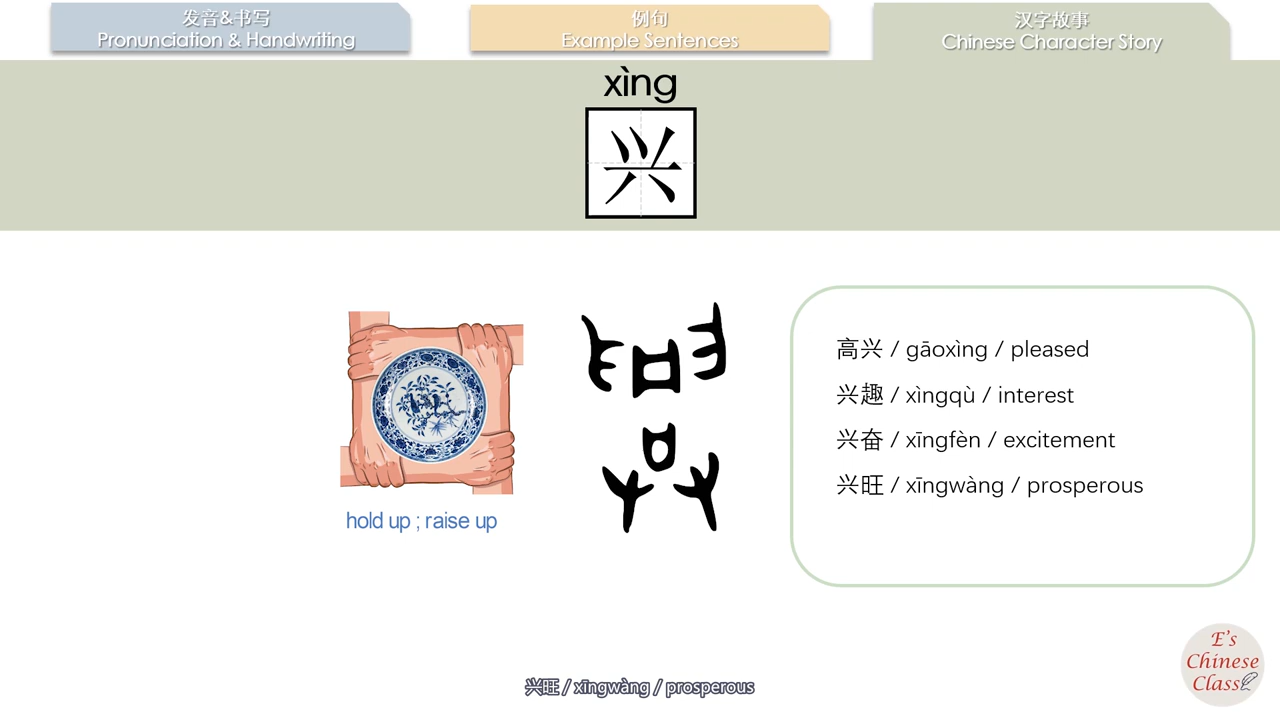 发音&书写
Pronunciation & Handwriting
例句
Example Sentences
汉字故事
Chinese Character Story
xìng
兴
hold up ; raise up
高兴 / gāoxìng / pleased
兴趣 / xìngqù / interest
兴奋 / xīngfèn / excitement
兴旺 / xīngwàng / prosperous
E's
Chinese
Class
兴旺 / xīngwàng / prosperous